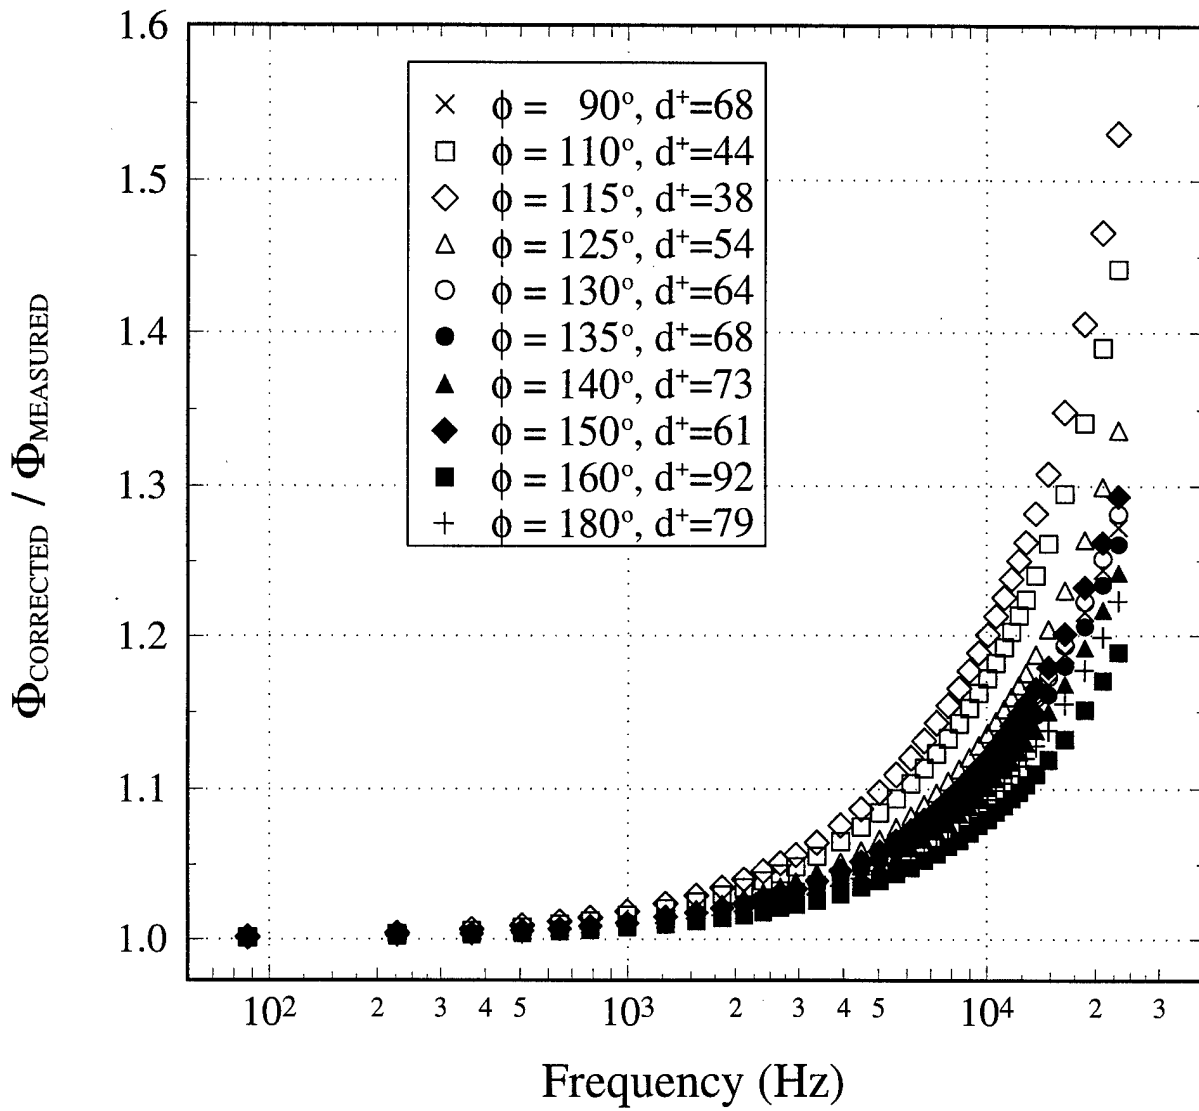 1.6
1.5
1.4
1.3
1.2
1.1
1.0
ΦCORRECTED / ΦMEASURED
ϕ = 90°, d⁺=68
ϕ = 110°, d⁺=44
ϕ = 115°, d⁺=38
ϕ = 125°, d⁺=54
ϕ = 130°, d⁺=64
ϕ = 135°, d⁺=68
ϕ = 140°, d⁺=73
ϕ = 150°, d⁺=61
ϕ = 160°, d⁺=92
ϕ = 180°, d⁺=79
10² 2 3 4 5 10³ 2 3 4 5 10⁴ 2 3
Frequency (Hz)